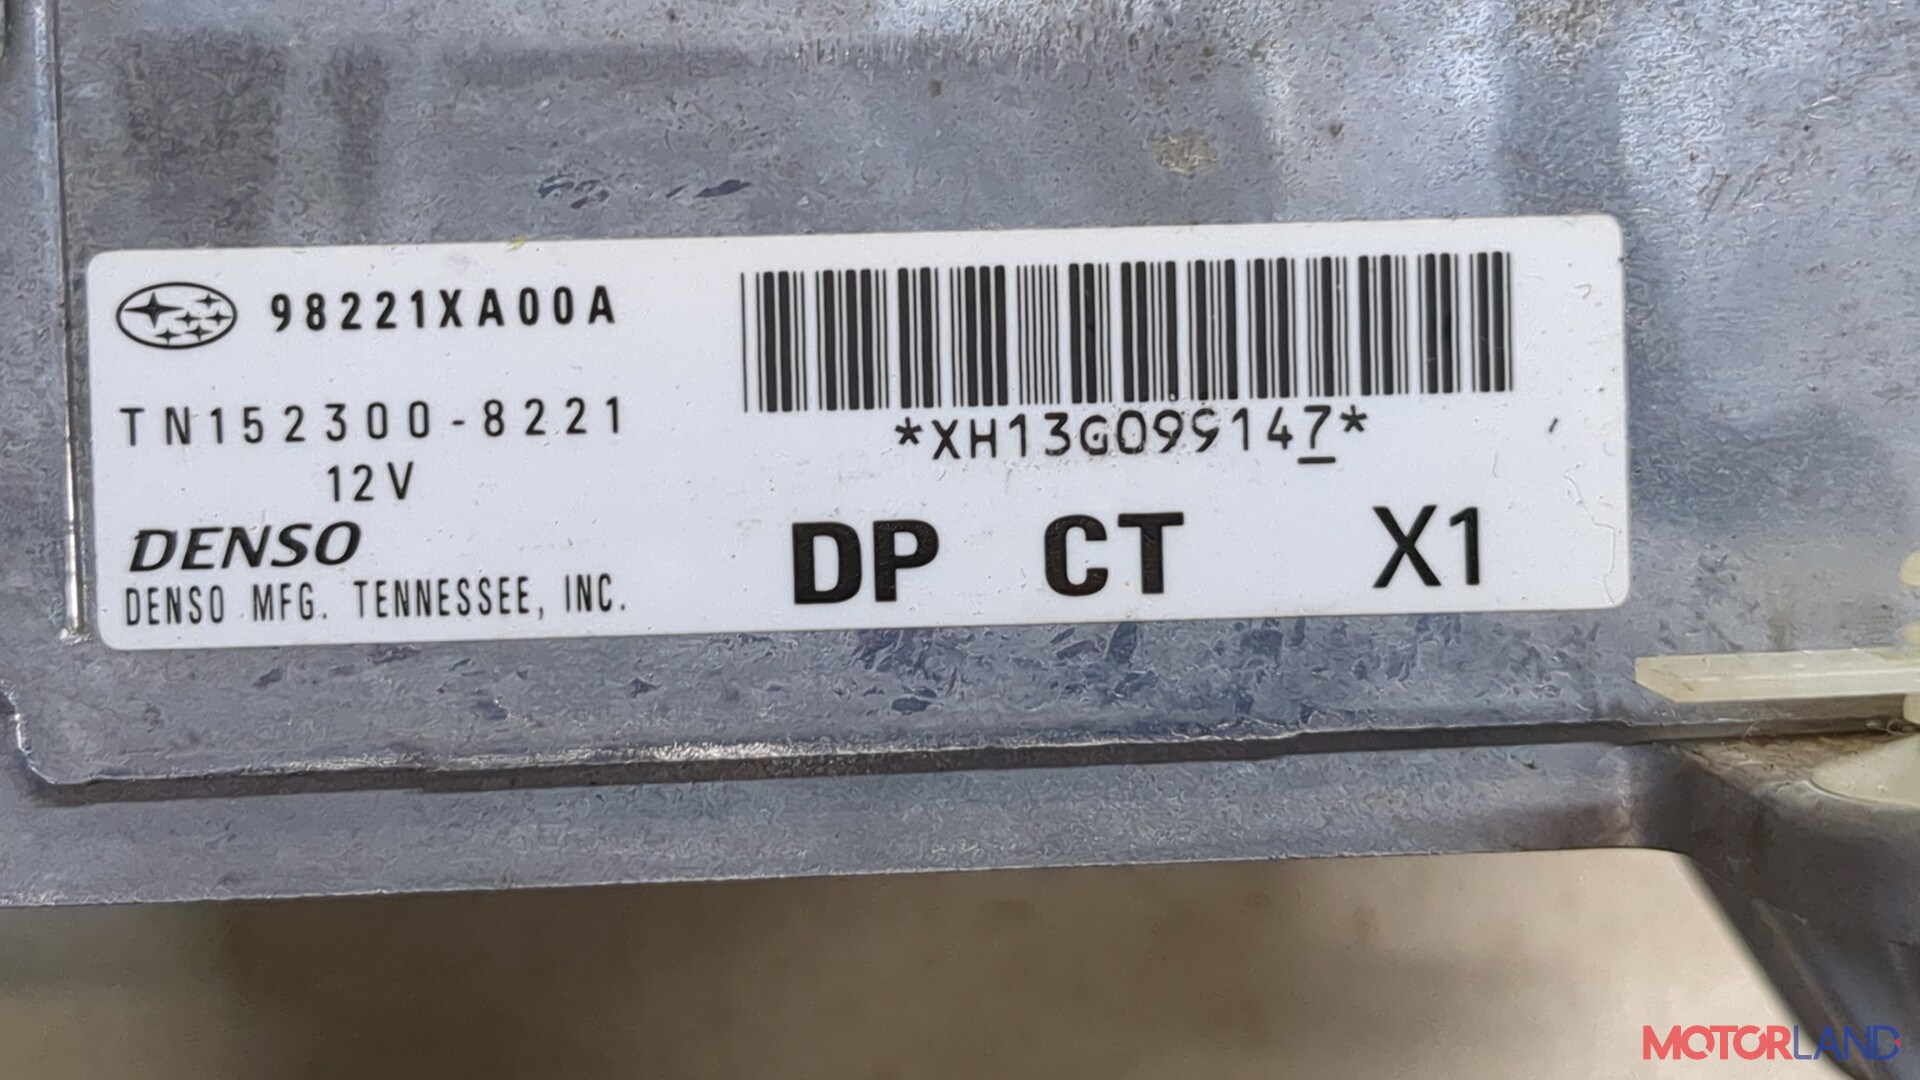 98221XA00A
TN152300-8221
12V
DENSO
DENSO MFG. TENNESSEE, INC.
*XH13G099147*
DP CT X1
MOTORLAND